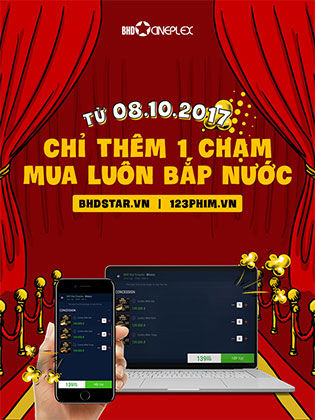 BHD CINEPLEX
TỪ 08.10.2017
CHỈ THÊM 1 CHẠM
MUA LUÔN BẮP NƯỚC
BHDSTAR.VN | 123PHIM.VN
CONCESSION
CONCESSION